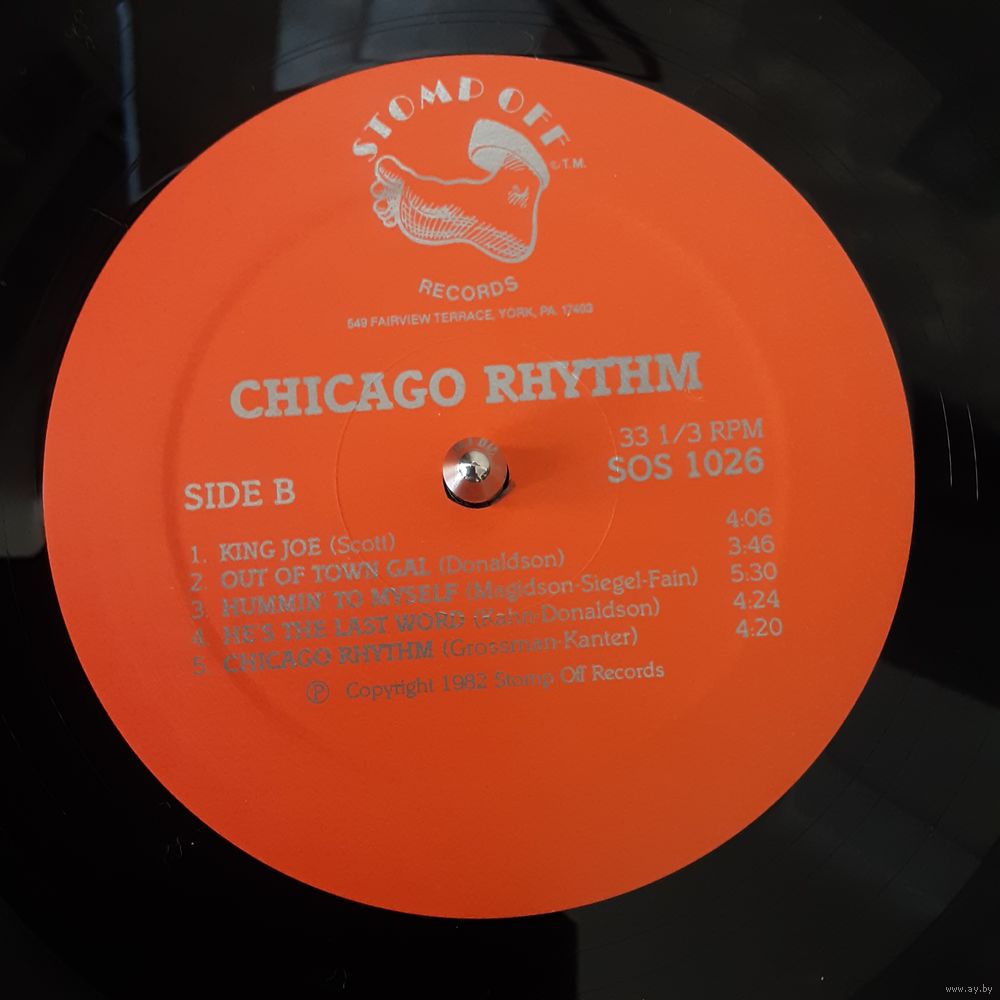 STOMP OFF
© T.M.
RECORDS
549 FAIRVIEW TERRACE, YORK, PA. 17403
CHICAGO RHYTHM
33 1/3 RPM
SOS 1026
SIDE B
1. KING JOE (Scott) 4:06
2. OUT OF TOWN GAL (Donaldson) 3:46
3. HUMMIN' TO MYSELF (Magidson-Siegel-Fain) 5:30
4. HE'S THE LAST WORD (Kahn-Donaldson) 4:24
5. CHICAGO RHYTHM (Grossman-Kanter) 4:20
Ⓟ Copyright 1982 Stomp Off Records
www.ay.by